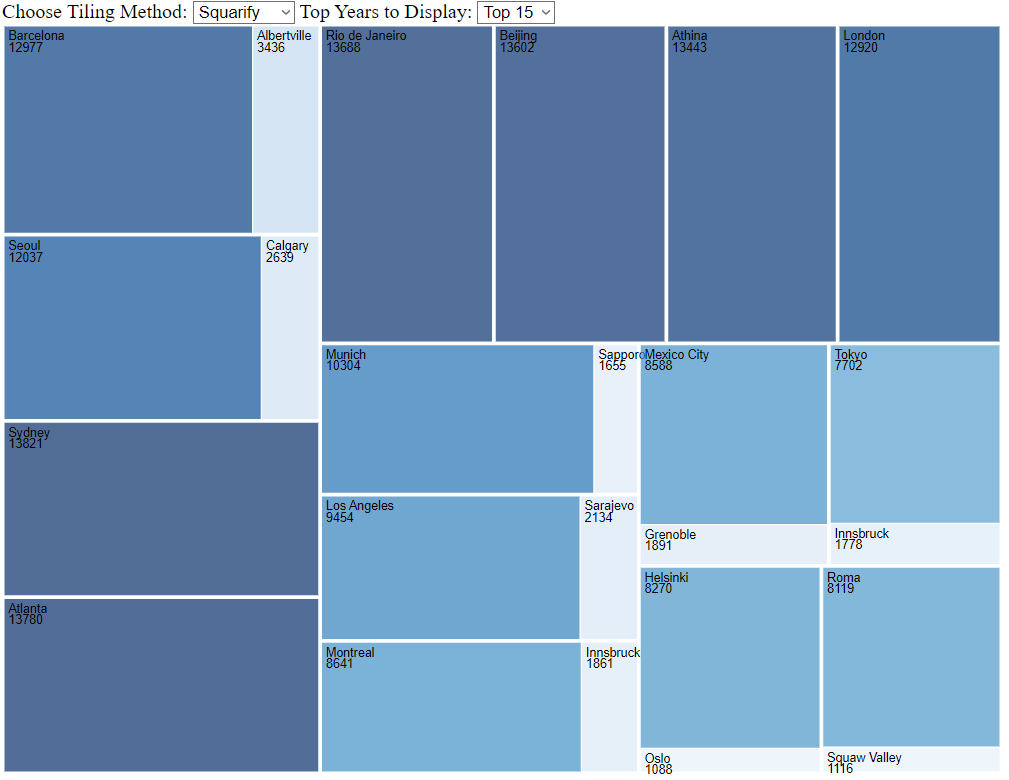 Choose Tiling Method: Squarify Top Years to Display: Top 15
Barcelona
12977
Albertville
3436
Rio de Janeiro
13688
Beijing
13602
Athina
13443
London
12920
Seoul
12037
Calgary
2639
Munich
10304
Sapporo
1655
Mexico City
8588
Tokyo
7702
Sydney
13821
Los Angeles
9454
Sarajevo
2134
Grenoble
1891
Innsbruck
1778
Helsinki
8270
Roma
8119
Atlanta
13780
Montreal
8641
Innsbruck
1861
Oslo
1088
Squaw Valley
1116